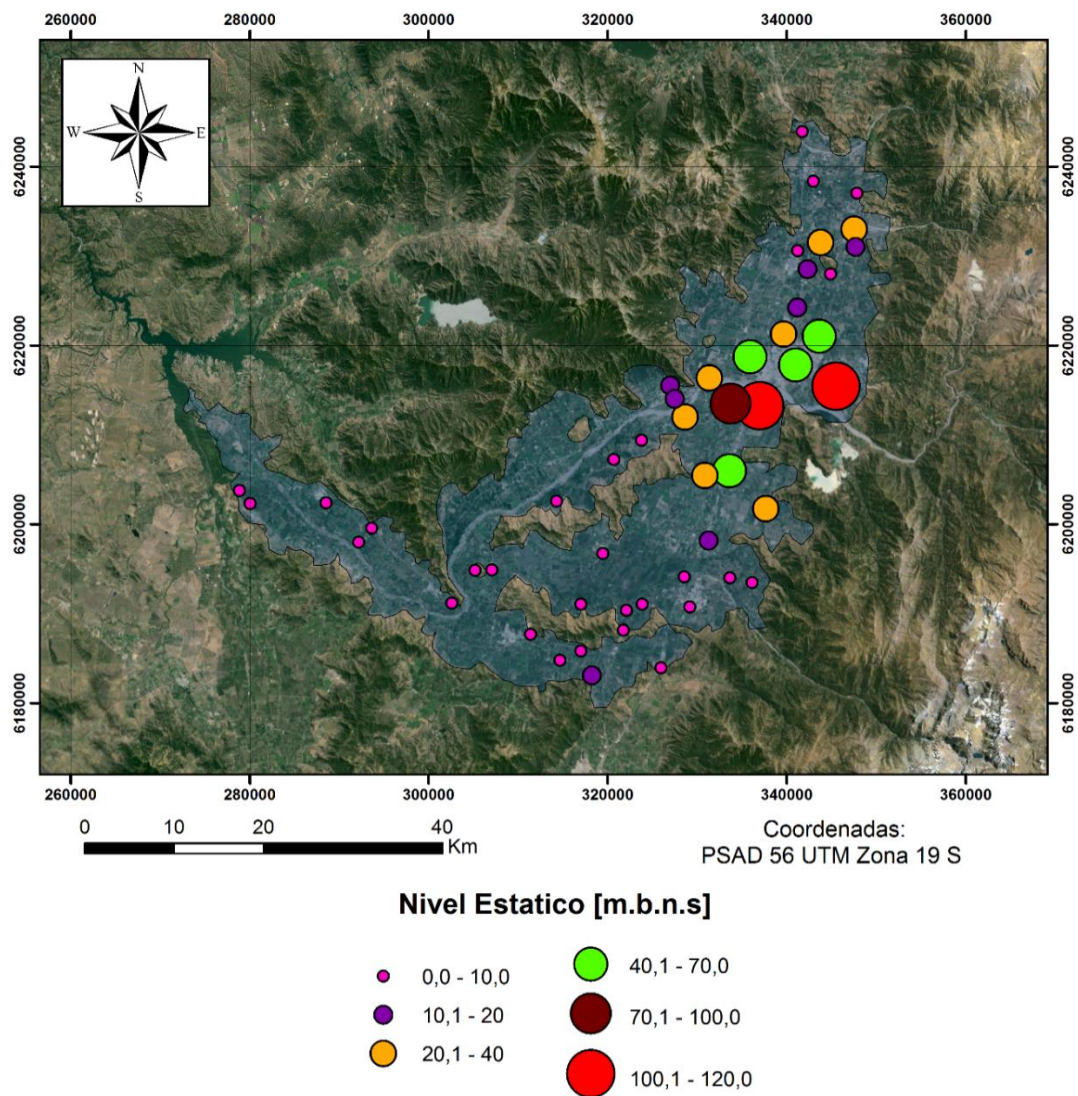 260000 280000 300000 320000 340000 360000
N
W E
S
6240000 6240000
6220000 6220000
6200000 6200000
6180000 6180000
260000 280000 300000 320000 340000 360000
0 10 20 40
Km
Coordenadas:
PSAD 56 UTM Zona 19 S
Nivel Estatico [m.b.n.s]
0,0 - 10,0
10,1 - 20
20,1 - 40
40,1 - 70,0
70,1 - 100,0
100,1 - 120,0